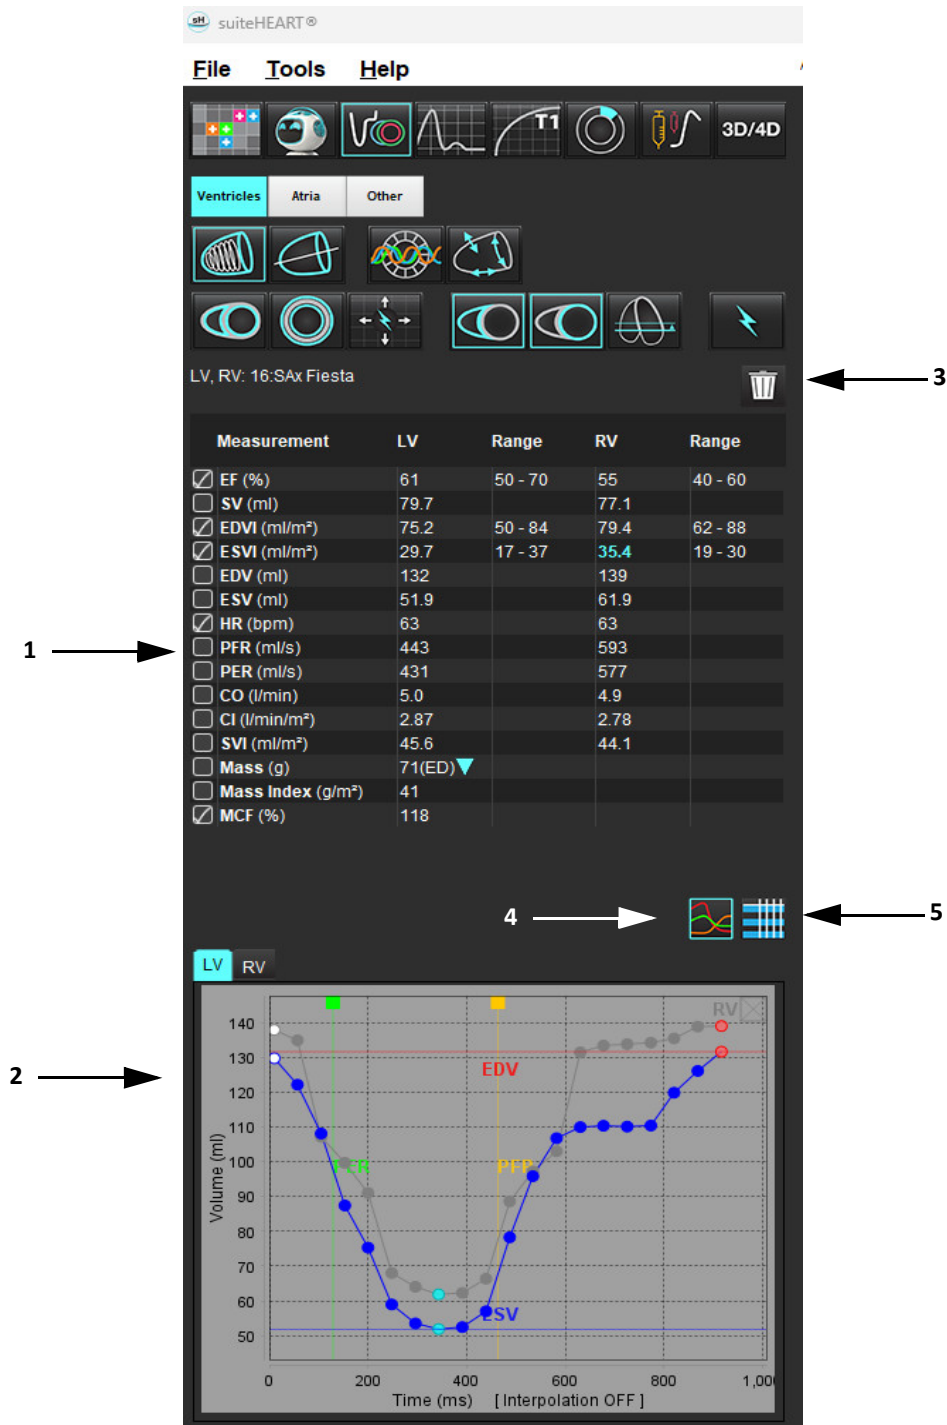 sH suiteHEART®
File Tools Help
T1 3D/4D
Ventricles Atria Other
LV, RV: 16:SAx Fiesta
3
Measurement LV Range RV Range
EF (%) 61 50 - 70 55 40 - 60
SV (ml) 79.7 77.1
EDVI (ml/m²) 75.2 50 - 84 79.4 62 - 88
ESVI (ml/m²) 29.7 17 - 37 35.4 19 - 30
EDV (ml) 132 139
ESV (ml) 51.9 61.9
HR (bpm) 63 63
1
PFR (ml/s) 443 593
PER (ml/s) 431 577
CO (l/min) 5.0 4.9
CI (l/min/m²) 2.87 2.78
SVI (ml/m²) 45.6 44.1
Mass (g) 71(ED)
Mass Index (g/m²) 41
MCF (%) 118
4
5
LV RV
RV
140
130
EDV
2
120
110
100
PFR
90
80
70
60
ESV
50
Volume (ml)
0 200 400 600 800 1,00
Time (ms) [ Interpolation OFF ]